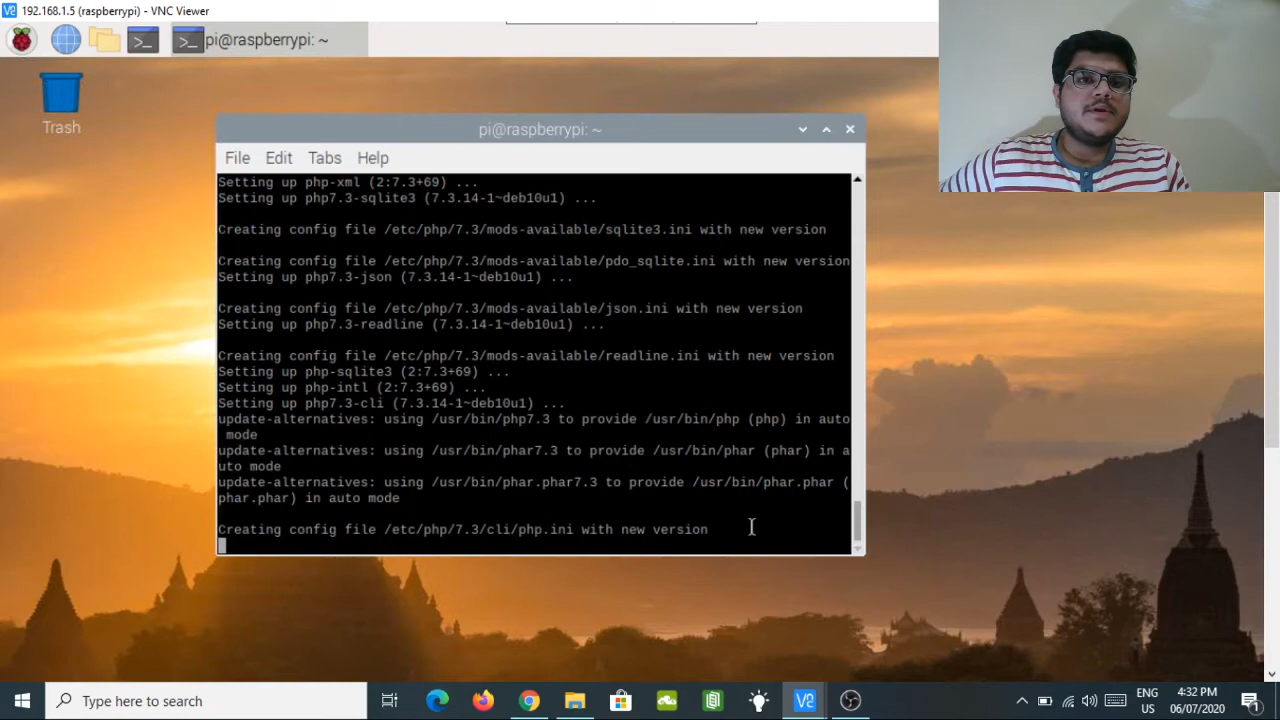 192.168.1.5 (raspberrypi) - VNC Viewer
pi@raspberrypi: ~
Trash
pi@raspberrypi: ~
File Edit Tabs Help
Setting up php-xml (2:7.3+69) ...
Setting up php7.3-sqlite3 (7.3.14-1~deb10u1) ...
Creating config file /etc/php/7.3/mods-available/sqlite3.ini with new version
Creating config file /etc/php/7.3/mods-available/pdo_sqlite.ini with new version
Setting up php7.3-json (7.3.14-1~deb10u1) ...
Creating config file /etc/php/7.3/mods-available/json.ini with new version
Setting up php7.3-readline (7.3.14-1~deb10u1) ...
Creating config file /etc/php/7.3/mods-available/readline.ini with new version
Setting up php-sqlite3 (2:7.3+69) ...
Setting up php-intl (2:7.3+69) ...
Setting up php7.3-cli (7.3.14-1~deb10u1) ...
update-alternatives: using /usr/bin/php7.3 to provide /usr/bin/php (php) in auto
mode
update-alternatives: using /usr/bin/phar7.3 to provide /usr/bin/phar (phar) in a
uto mode
update-alternatives: using /usr/bin/phar.phar7.3 to provide /usr/bin/phar.phar (
phar.phar) in auto mode
Creating config file /etc/php/7.3/cli/php.ini with new version
Type here to search
ENG
US
4:32 PM
06/07/2020